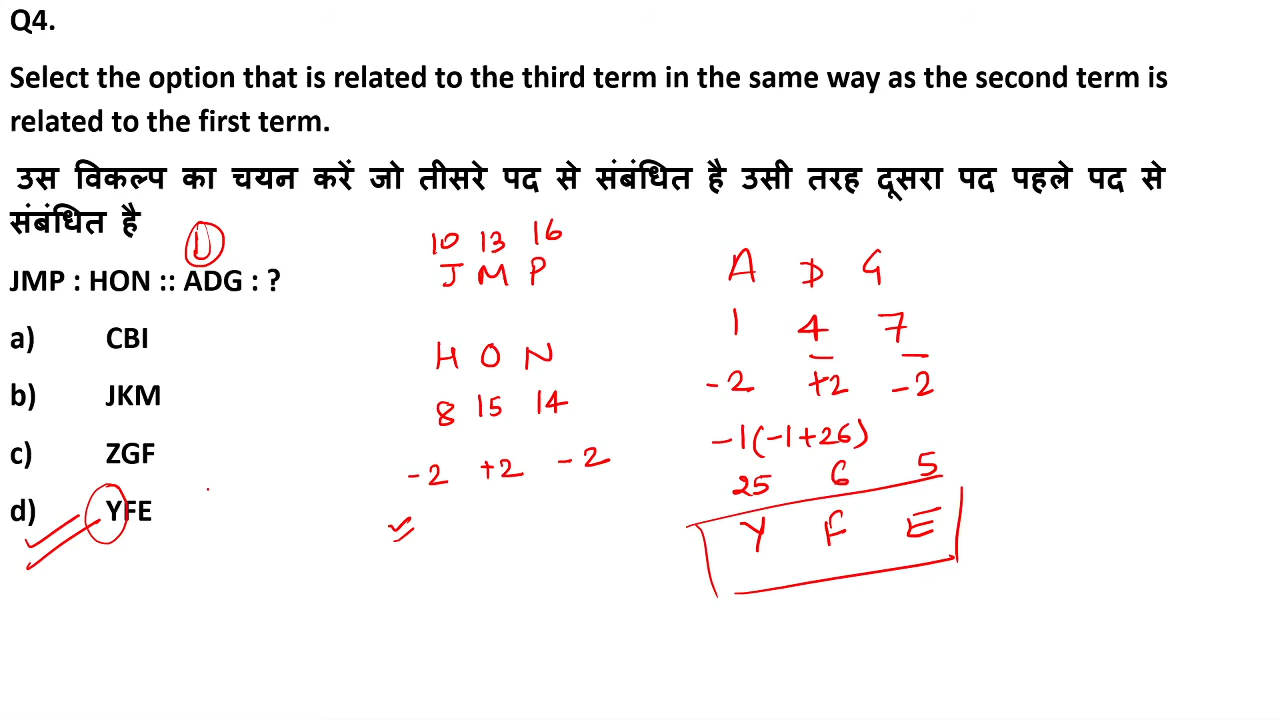 Q4.
Select the option that is related to the third term in the same way as the second term is
related to the first term.
उस विकल्प का चयन करें जो तीसरे पद से संबंधित है उसी तरह दूसरा पद पहले पद से
संबंधित है
JMP : HON :: ADG : ?
a) CBI
b) JKM
c) ZGF
d) YFE
10 13 16
J M P
H O N
8 15 14
-2 +2 -2
A D G
1 4 7
-2 +2 -2
-1(-1+26)
25 6 5
Y F E